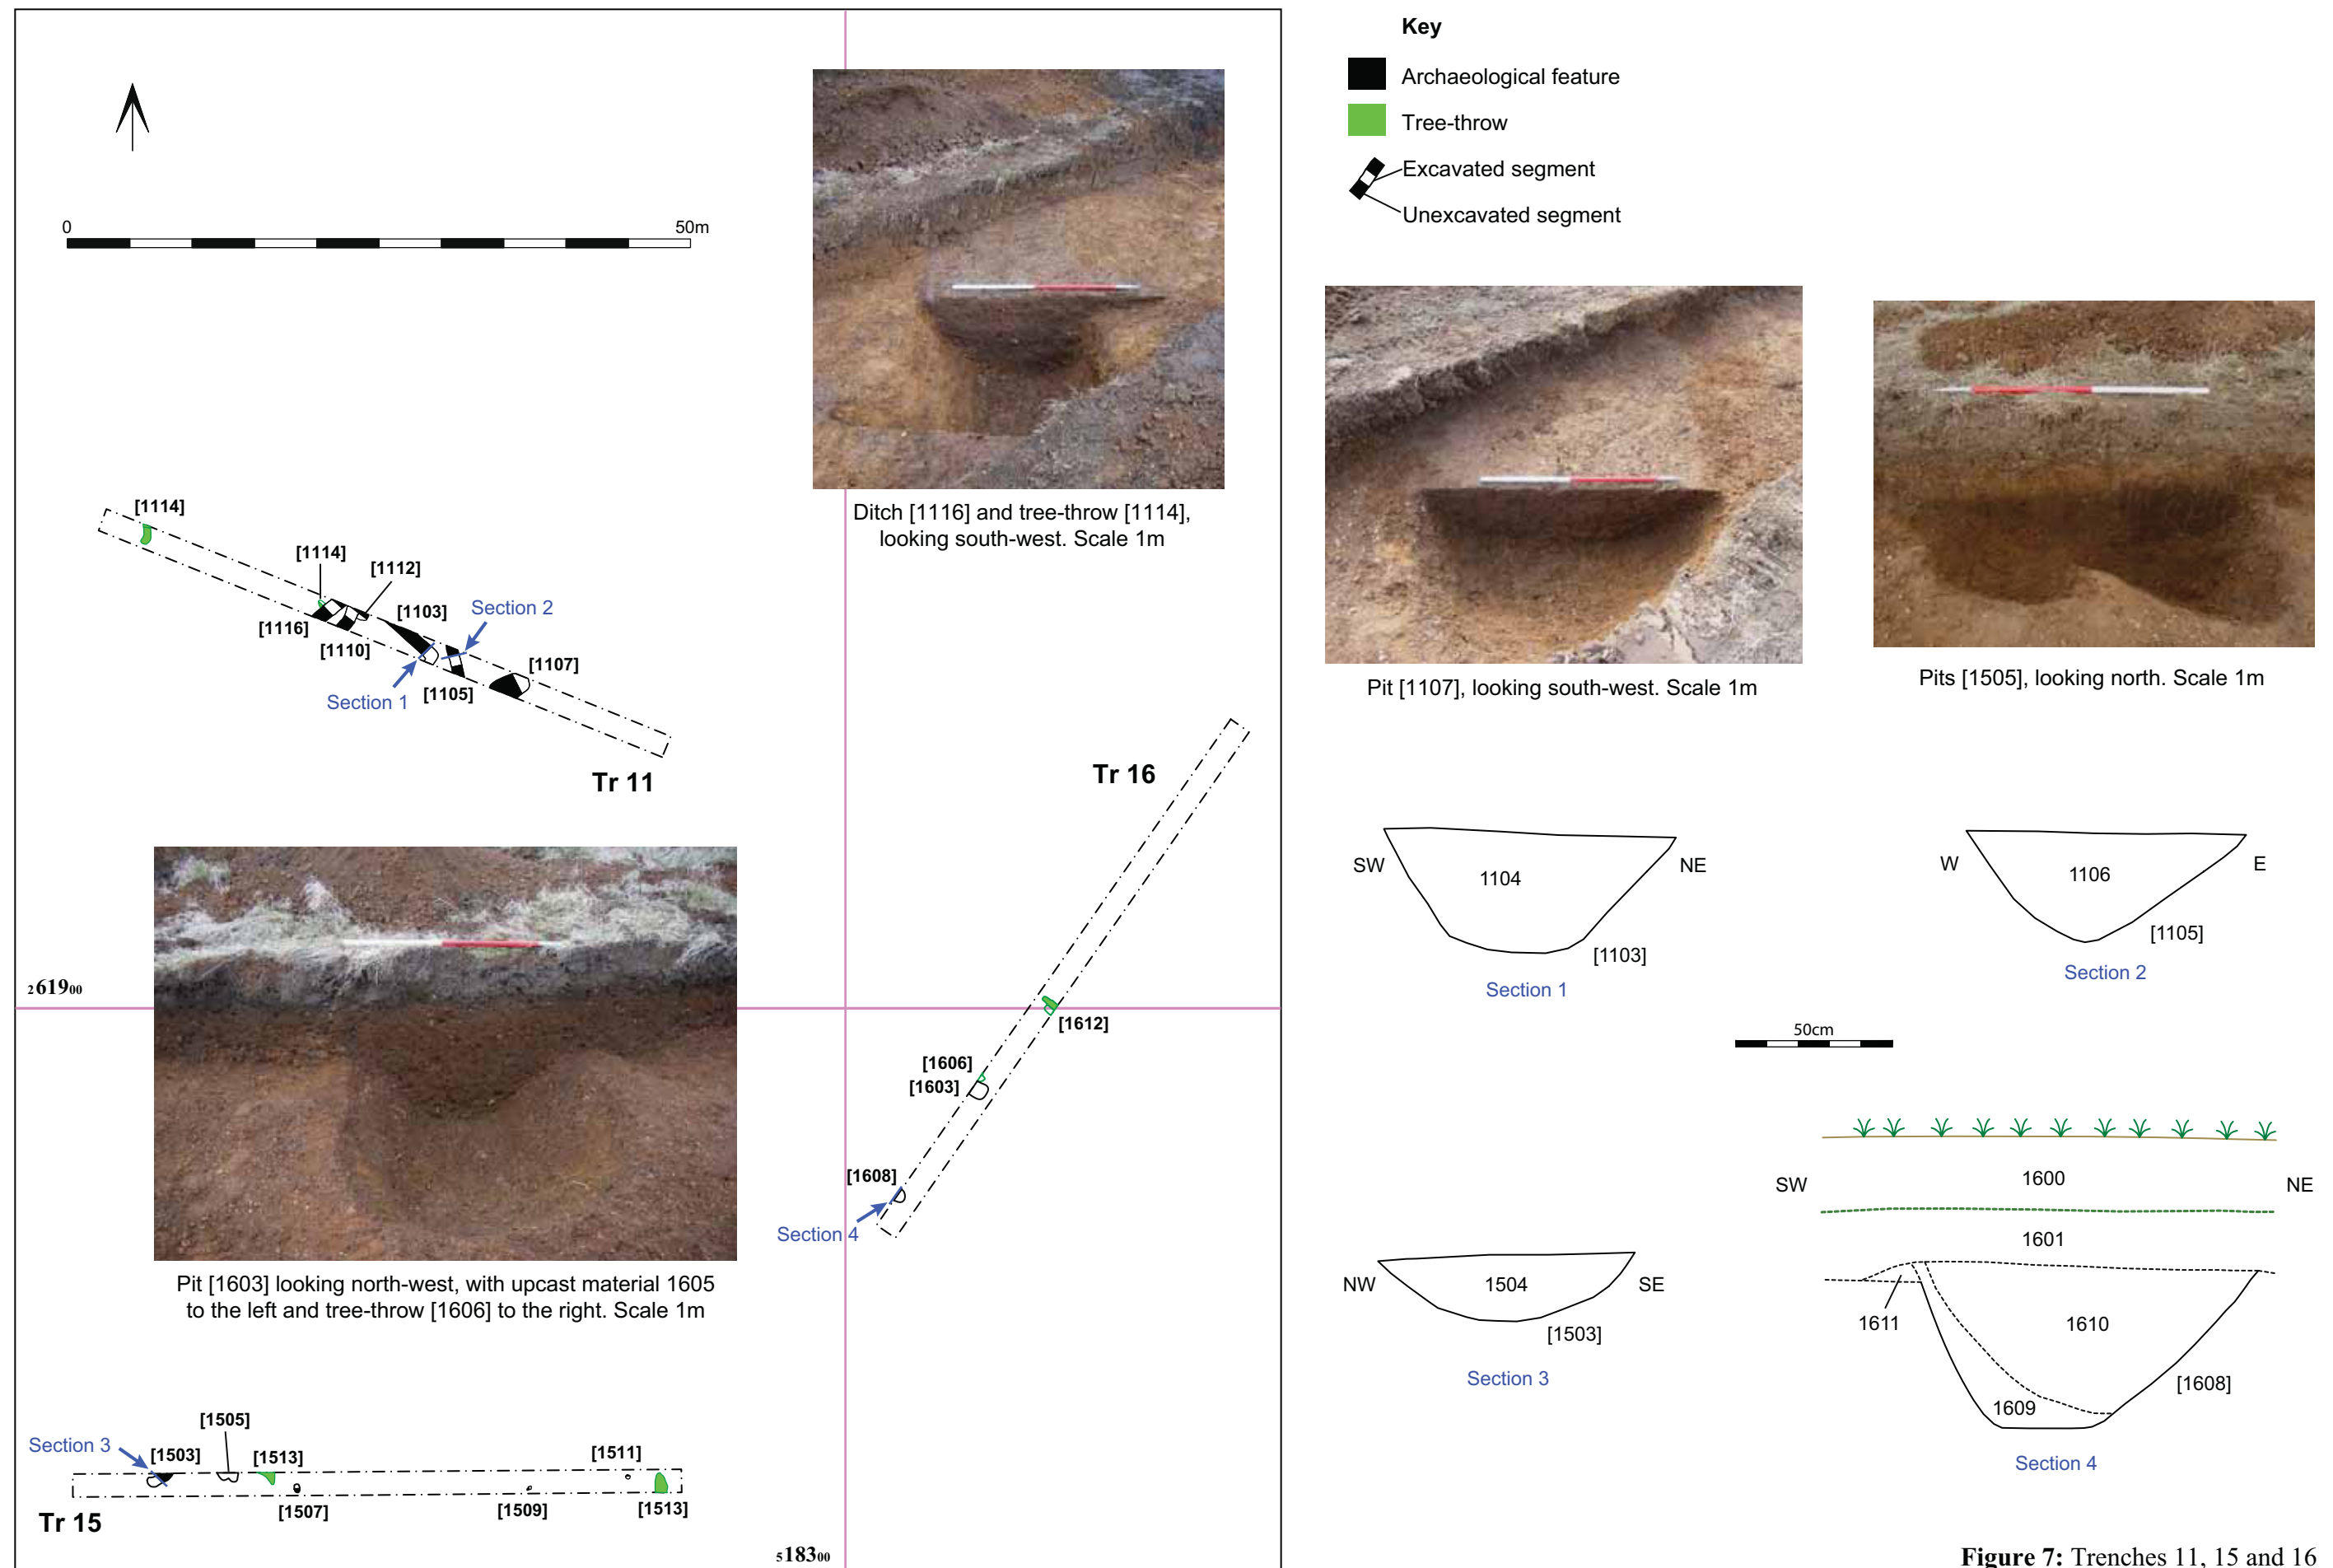 Key
Archaeological feature
Tree-throw
Excavated segment
Unexcavated segment
0 50m
Ditch [1116] and tree-throw [1114],
looking south-west. Scale 1m
Pit [1107], looking south-west. Scale 1m
Pits [1505], looking north. Scale 1m
[1114]
[1114]
[1112]
[1103]
Section 2
[1116]
[1110]
[1107]
Section 1
[1105]
Tr 11
Tr 16
[1612]
[1606]
[1603]
[1608]
Section 4
261900
Pit [1603] looking north-west, with upcast material 1605
to the left and tree-throw [1606] to the right. Scale 1m
Section 3
[1503]
[1505]
[1513]
[1507]
[1509]
[1511]
[1513]
Tr 15
518300
SW
1104
NE
[1103]
Section 1
W
1106
E
[1105]
Section 2
50cm
NW
1504
SE
[1503]
Section 3
SW
1600
NE
1601
1611
1610
[1608]
1609
Section 4
Figure 7: Trenches 11, 15 and 16